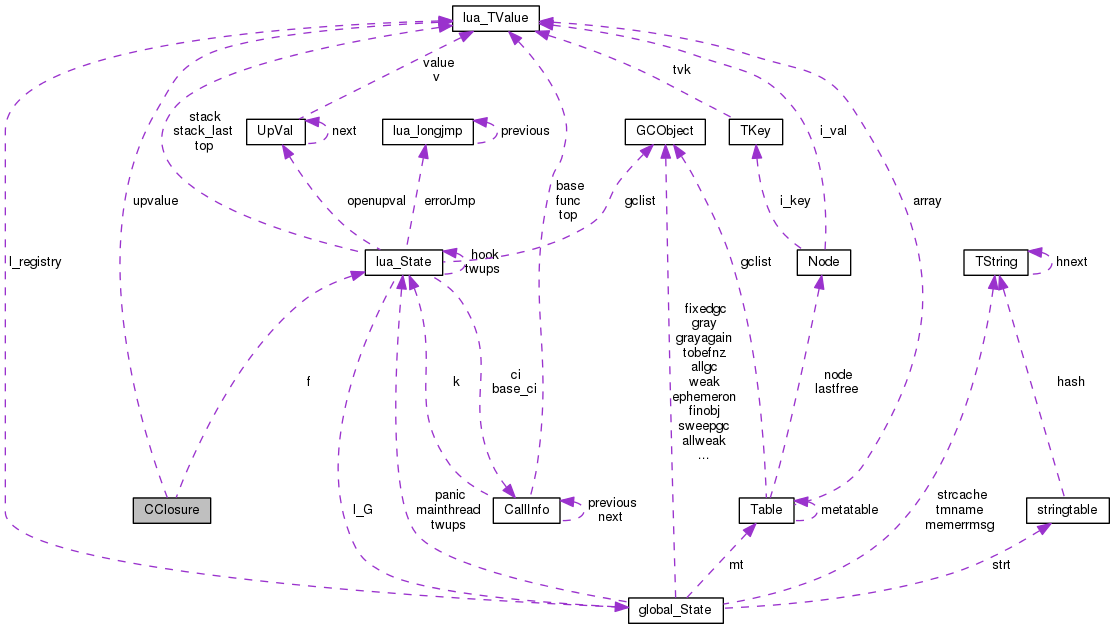 lua_TValue
value
v
tvk
stack
stack_last
top
UpVal
next
lua_longjmp
previous
GCObject
TKey
i_val
upvalue
openupval
errorJmp
base
func
top
gclist
i_key
array
l_registry
lua_State
hook
twups
gclist
Node
TString
hnext
fixedgc
gray
grayagain
tobefnz
allgc
weak
ephemeron
finobj
sweepgc
allweak
...
f
k
ci
base_ci
node
lastfree
hash
CClosure
l_G
panic
mainthread
twups
CallInfo
previous
next
Table
metatable
strcache
tmname
memerrmsg
stringtable
mt
strt
global_State